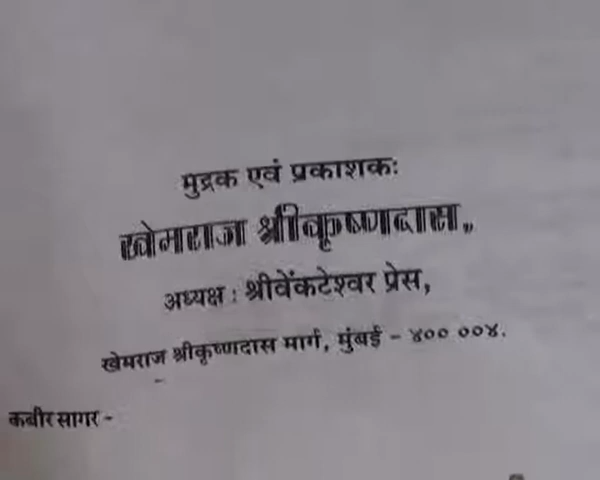 मुद्रक एवं प्रकाशकः
खेमराज श्रीकृष्णदास,,
अध्यक्ष : श्रीवेंकटेश्वर प्रेस,
खेमराज श्रीकृष्णदास मार्ग, मुंबई - ४०० ००४.
कबीर सागर -